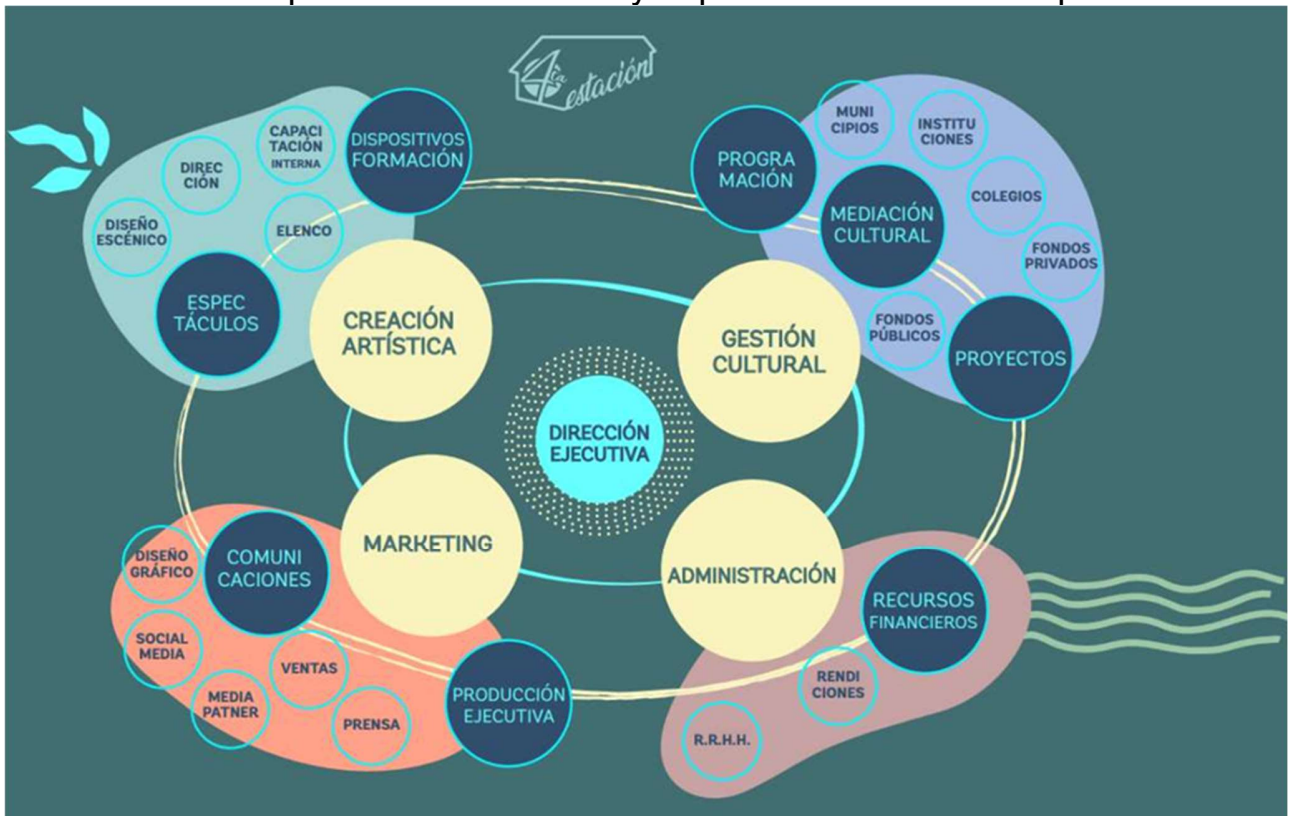 4ta
estación
CAPACI
TACIÓN
INTERNA
DISPOSITIVOS
FORMACIÓN
DIREC
CIÓN
DISEÑO
ESCÉNICO
ELENCO
ESPEC
TÁCULOS
CREACIÓN
ARTÍSTICA
PROGRA
MACIÓN
MUNI
CIPIOS
INSTITU
CIONES
COLEGIOS
MEDIACIÓN
CULTURAL
FONDOS
PRIVADOS
FONDOS
PÚBLICOS
PROYECTOS
GESTIÓN
CULTURAL
DIRECCIÓN
EJECUTIVA
MARKETING
COMUNI
CACIONES
DISEÑO
GRÁFICO
SOCIAL
MEDIA
VENTAS
MEDIA
PATNER
PRENSA
PRODUCCIÓN
EJECUTIVA
ADMINISTRACIÓN
RECURSOS
FINANCIEROS
RENDI
CIONES
R.R.H.H.